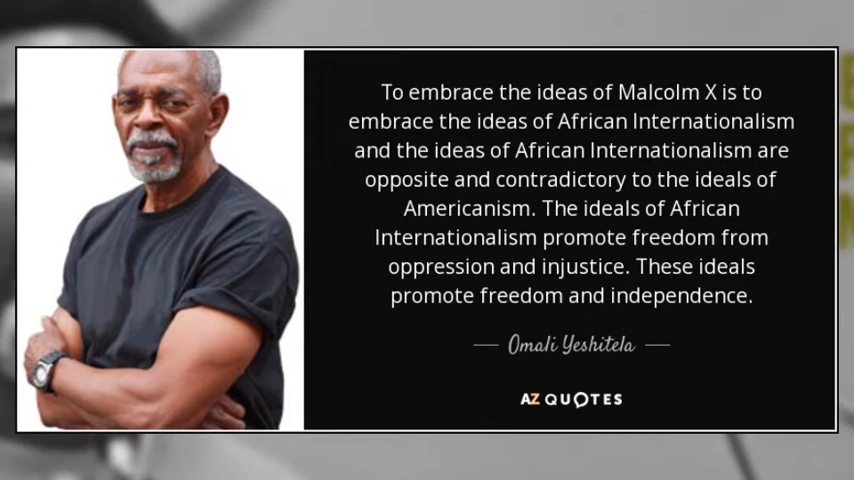 To embrace the ideas of Malcolm X is to
embrace the ideas of African Internationalism
and the ideas of African Internationalism are
opposite and contradictory to the ideals of
Americanism. The ideals of African
Internationalism promote freedom from
oppression and injustice. These ideals
promote freedom and independence.
Omali Yeshitela
AZ QUOTES